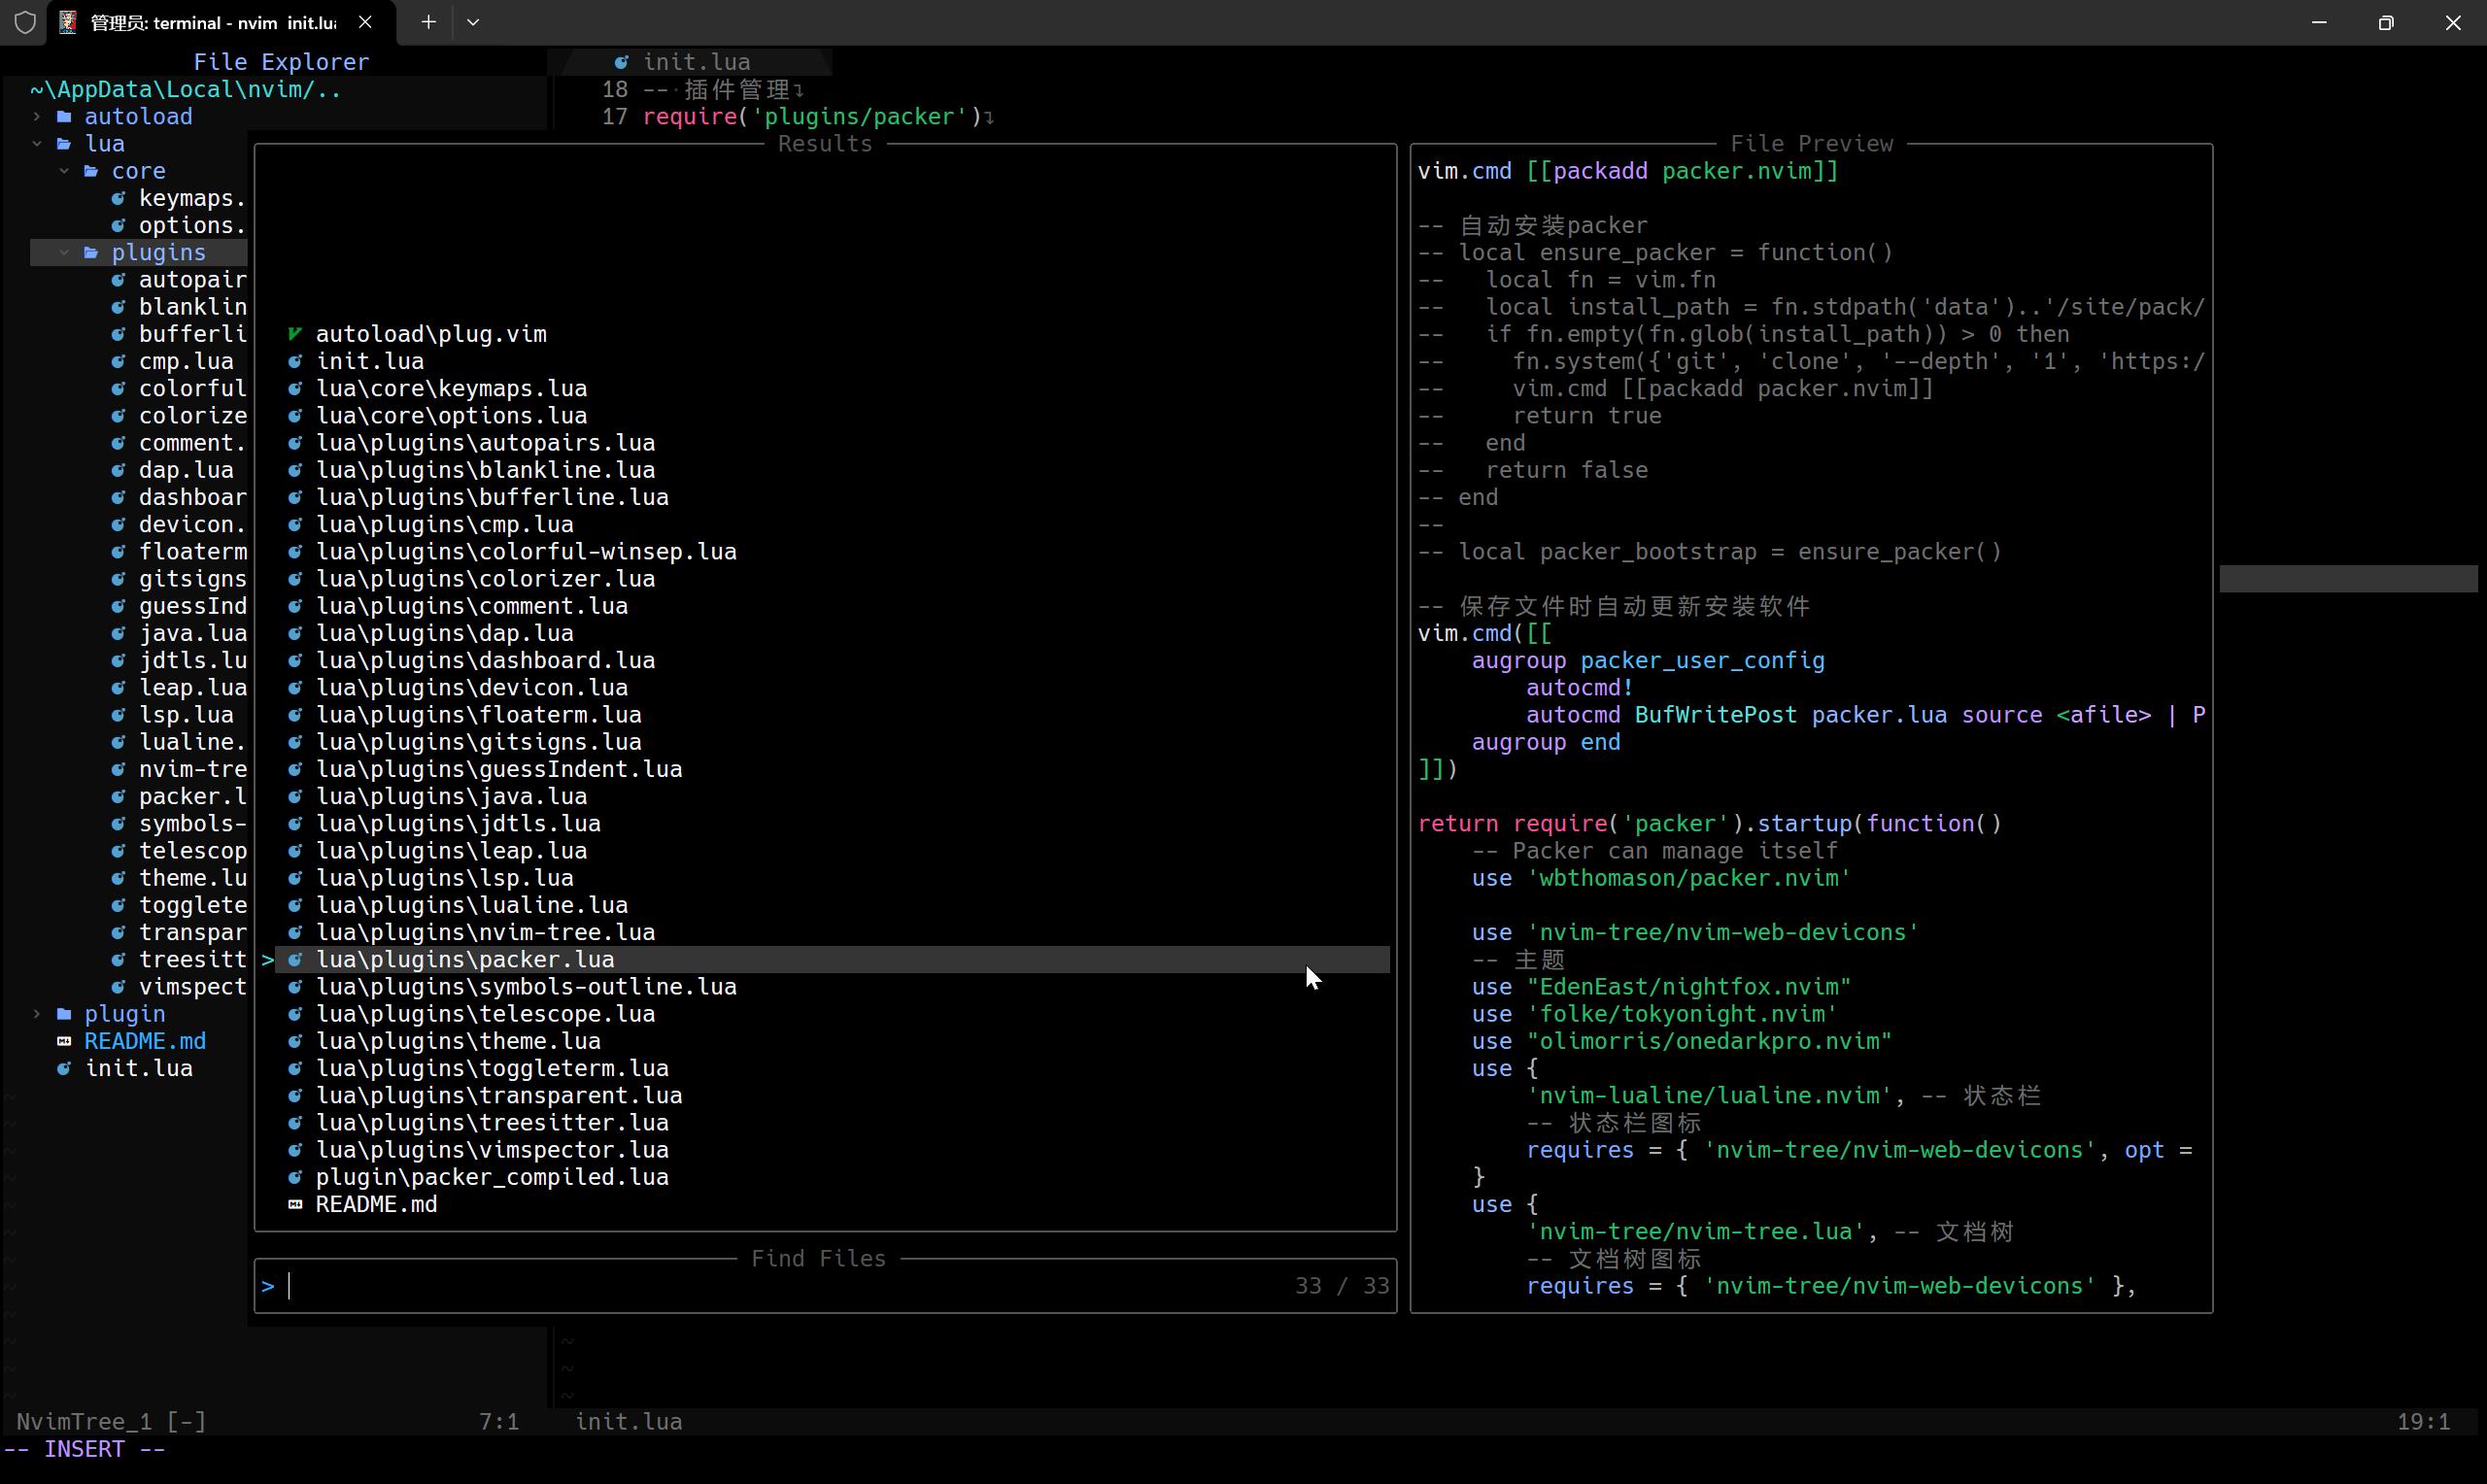 管理员: terminal - nvim init.lu
File Explorer
init.lua
~\AppData\Local\nvim/..
18 -- 插件管理
autoload
17 require('plugins/packer')
lua
core
keymaps.
options.
plugins
autopair
blanklin
bufferli
cmp.lua
colorful
colorize
comment.
dap.lua
dashboar
devicon.
floaterm
gitsigns
guessInd
java.lua
jdtls.lu
leap.lua
lsp.lua
lualine.
nvim-tre
packer.l
symbols-
telescop
theme.lu
togglete
transpar
treesitt
vimspect
plugin
README.md
init.lua
Results
autoload\plug.vim
init.lua
lua\core\keymaps.lua
lua\core\options.lua
lua\plugins\autopairs.lua
lua\plugins\blankline.lua
lua\plugins\bufferline.lua
lua\plugins\cmp.lua
lua\plugins\colorful-winsep.lua
lua\plugins\colorizer.lua
lua\plugins\comment.lua
lua\plugins\dap.lua
lua\plugins\dashboard.lua
lua\plugins\devicon.lua
lua\plugins\floaterm.lua
lua\plugins\gitsigns.lua
lua\plugins\guessIndent.lua
lua\plugins\java.lua
lua\plugins\jdtls.lua
lua\plugins\leap.lua
lua\plugins\lsp.lua
lua\plugins\lualine.lua
lua\plugins\nvim-tree.lua
> lua\plugins\packer.lua
lua\plugins\symbols-outline.lua
lua\plugins\telescope.lua
lua\plugins\theme.lua
lua\plugins\toggleterm.lua
lua\plugins\transparent.lua
lua\plugins\treesitter.lua
lua\plugins\vimspector.lua
plugin\packer_compiled.lua
README.md
Find Files
> 33 / 33
File Preview
vim.cmd [[packadd packer.nvim]]
-- 自动安装packer
-- local ensure_packer = function()
--   local fn = vim.fn
--   local install_path = fn.stdpath('data')..'/site/pack/
--   if fn.empty(fn.glob(install_path)) > 0 then
--     fn.system({'git', 'clone', '--depth', '1', 'https:/
--     vim.cmd [[packadd packer.nvim]]
--     return true
--   end
--   return false
-- end
--
-- local packer_bootstrap = ensure_packer()
-- 保存文件时自动更新安装软件
vim.cmd([[
    augroup packer_user_config
        autocmd!
        autocmd BufWritePost packer.lua source <afile> | P
    augroup end
]])
return require('packer').startup(function()
    -- Packer can manage itself
    use 'wbthomason/packer.nvim'
    use 'nvim-tree/nvim-web-devicons'
    -- 主题
    use "EdenEast/nightfox.nvim"
    use 'folke/tokyonight.nvim'
    use "olimorris/onedarkpro.nvim"
    use {
        'nvim-lualine/lualine.nvim', -- 状态栏
        -- 状态栏图标
        requires = { 'nvim-tree/nvim-web-devicons', opt =
    }
    use {
        'nvim-tree/nvim-tree.lua', -- 文档树
        -- 文档树图标
        requires = { 'nvim-tree/nvim-web-devicons' },
NvimTree_1 [-] 7:1 init.lua 19:1
-- INSERT --